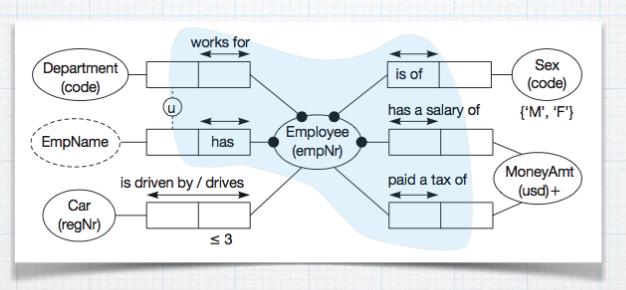 works for
Department
(code)
is of
Sex
(code)
{'M', 'F'}
u
has a salary of
EmpName
has
Employee
(empNr)
is driven by / drives
paid a tax of
MoneyAmt
(usd)+
Car
(regNr)
≤ 3